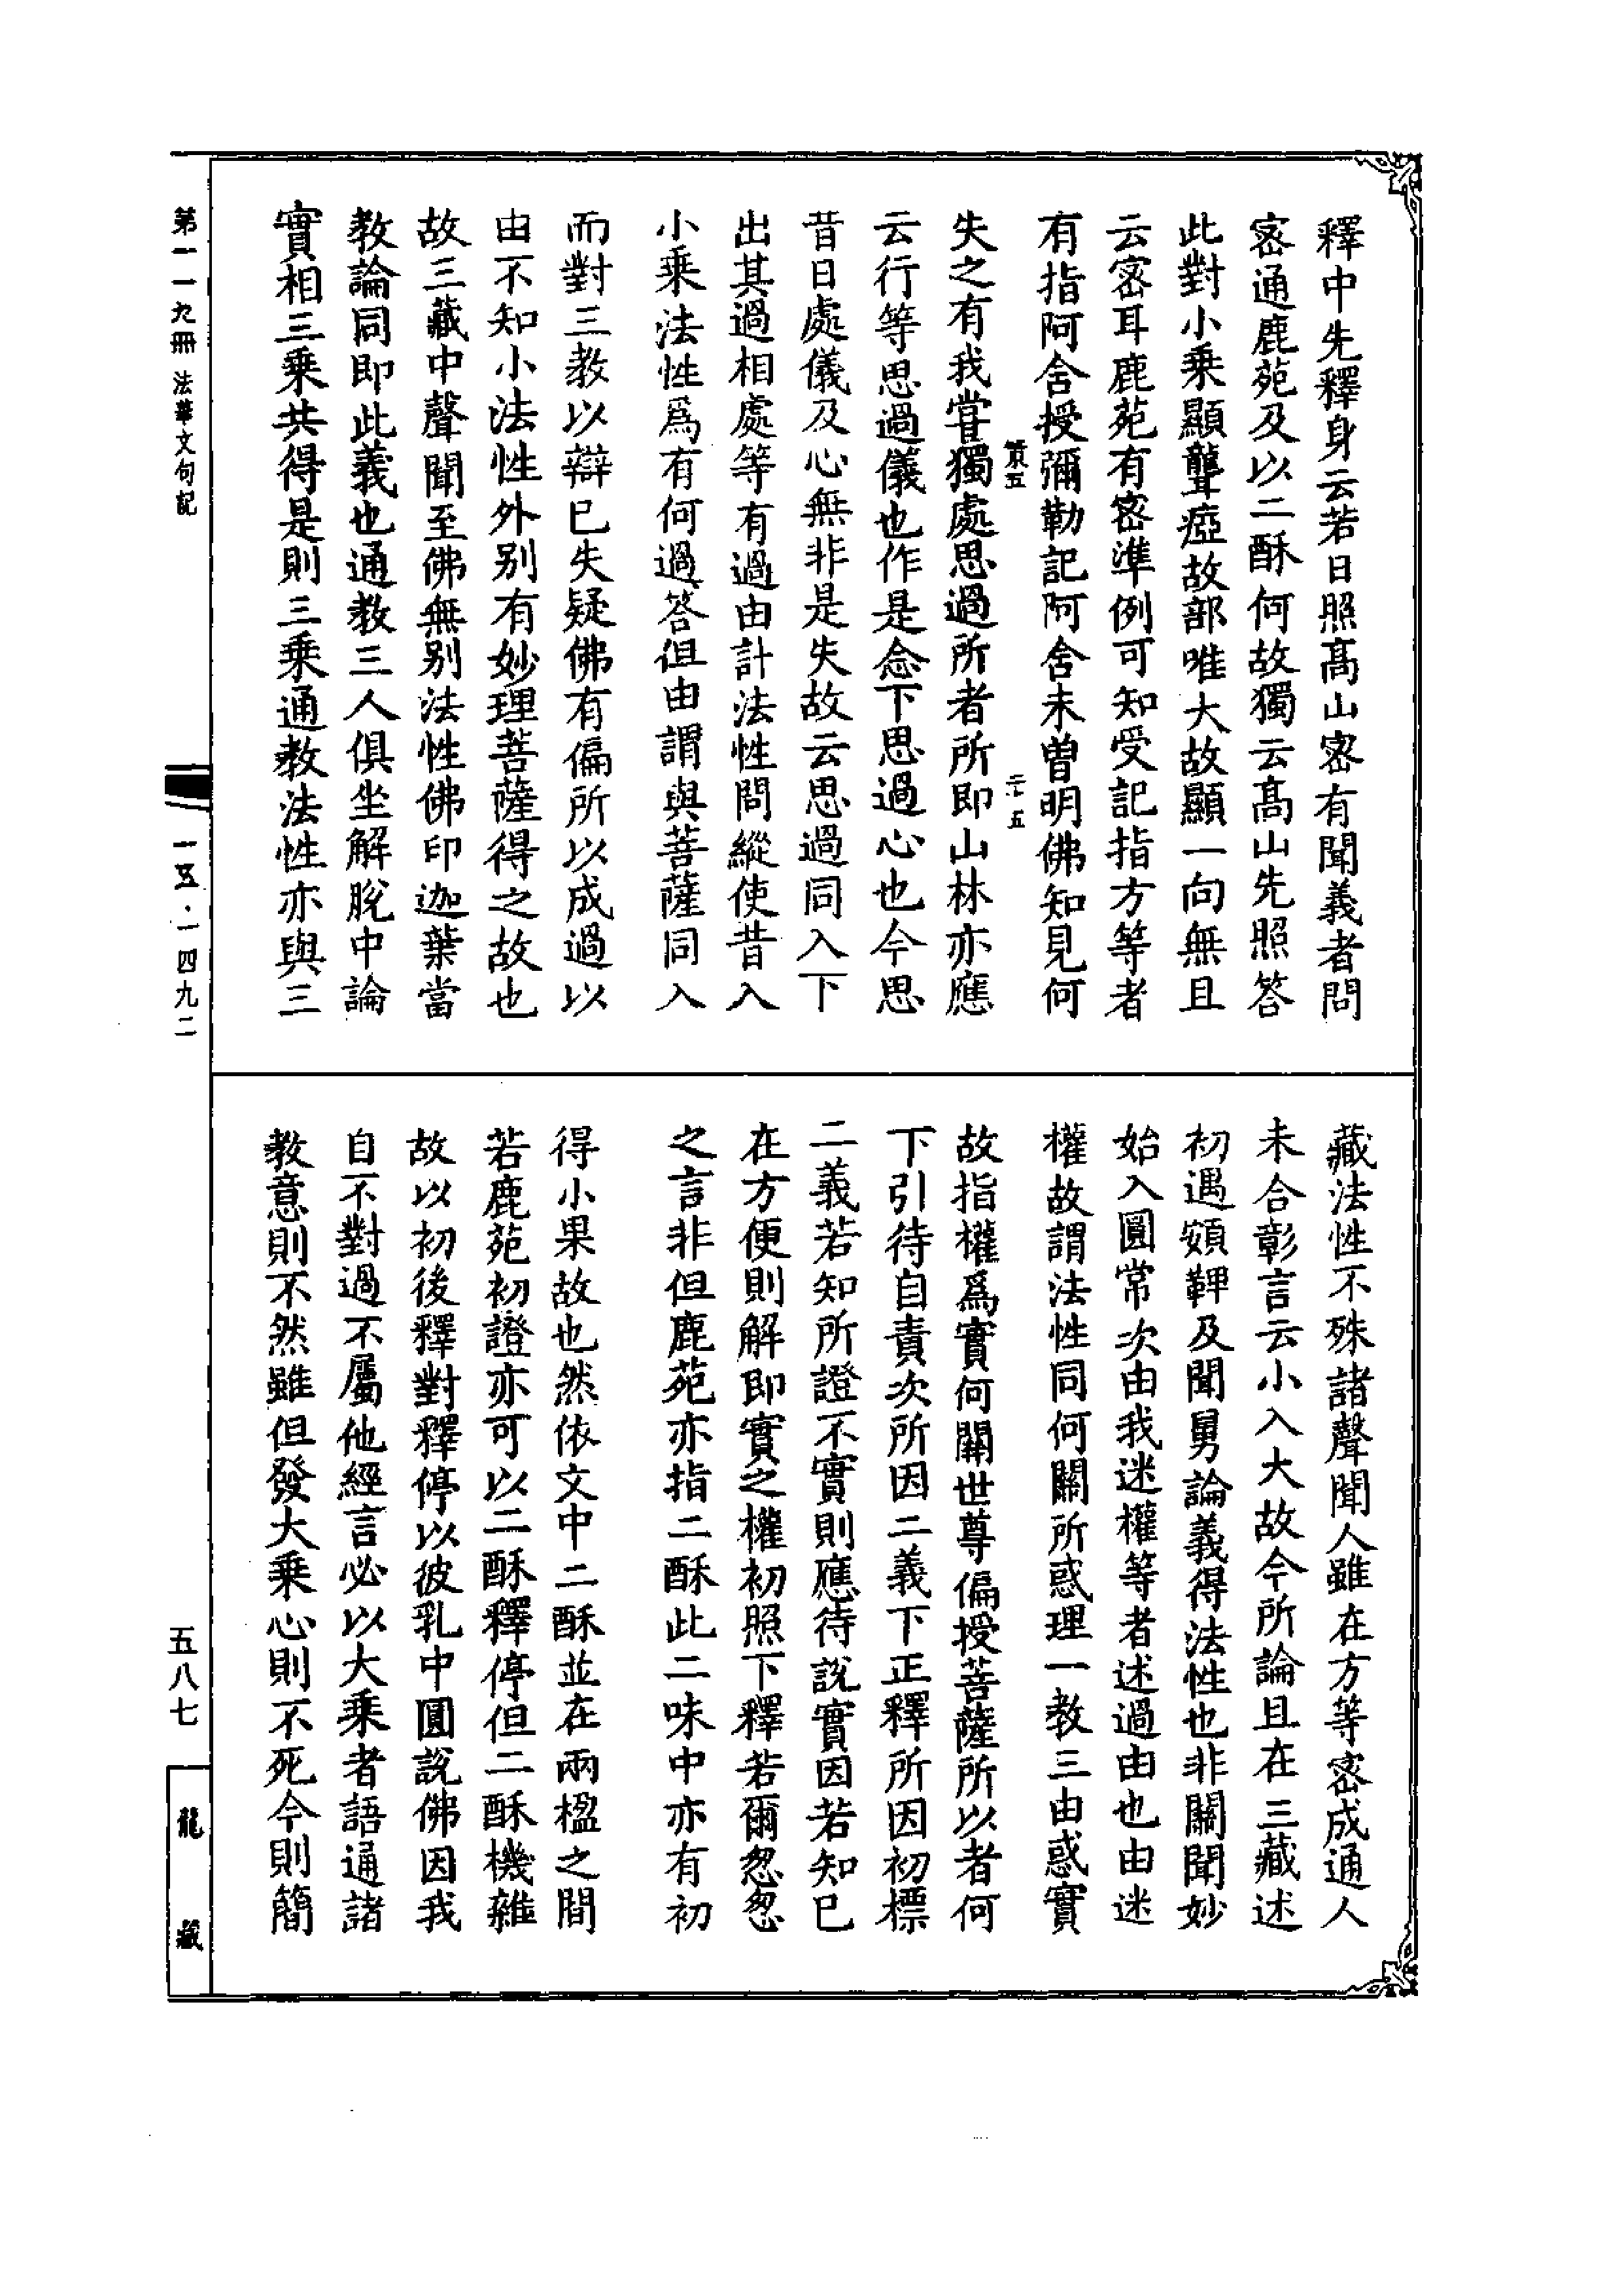 釋中先釋身云若日照髙山密有聞義者問
密通鹿苑及以二酥何故獨云髙山先照答
此對小乗顯聾瘂故部唯大故顯一向無且
云密耳鹿苑有密準例可知受記指方等者
有指阿舍授彌勒記阿舍未曽明佛知見何
失之有我嘗獨處思過所者所即山林亦應
云行等思過儀也作是念下思過心也今思
昔日處儀及心無非是失故云思過同入下
出其過相處等有過由計法性問縱使昔入
小乗法性爲有何過答但由謂與菩薩同入
而對三教以辯已失疑佛有偏所以成過以
由不知小法性外别有妙理菩薩得之故也
故三藏中聲聞至佛無别法性佛印迦葉當
教論同即此義也通教三人俱坐解脫中論
實相三乗共得是則三乗通教法性亦與三
藏法性不殊諸聲聞人雖在方等密成通人
未合彰言云小入大故今所論且在三藏述
初遇頞鞞及聞舅論義得法性也非關聞妙
始入圓常次由我迷權等者述過由也由迷
權故謂法性同何關所惑理一教三由惑實
故指權爲實何關世尊偏授菩薩所以者何
下引待自責次所因二義下正釋所因初標
二義若知所證不實則應待説實因若知已
在方便則解即實之權初照下釋若爾怱怱
之言非但鹿苑亦指二酥此二味中亦有初
得小果故也然依文中二酥並在兩楹之間
若鹿苑初證亦可以二酥釋停但二酥機雜
故以初後釋對釋停以彼乳中圓說佛因我
自不對過不屬他經言必以大乗者語通諸
教意則不然雖但發大乗心則不死今則簡
第一一九冊 法華文句記
一五·一四九二
五八七
龍藏